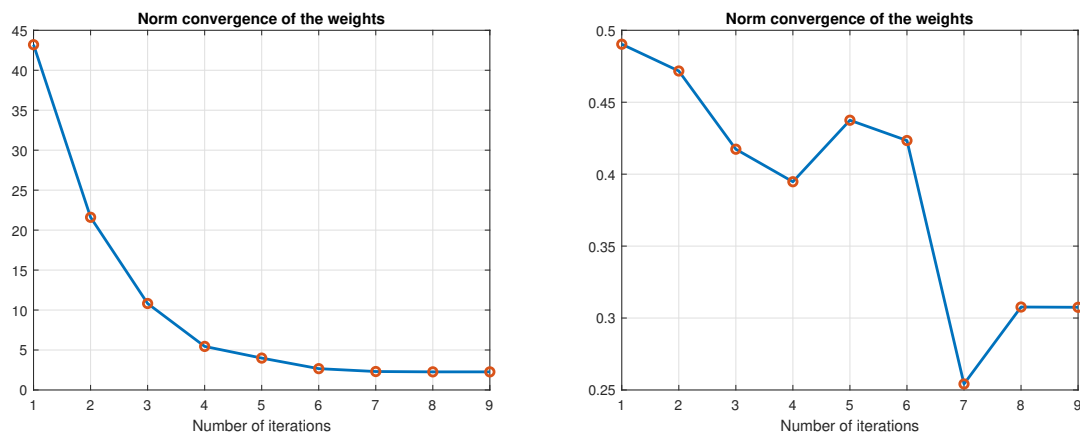 Norm convergence of the weights
45
40
35
30
25
20
15
10
5
0
1 2 3 4 5 6 7 8 9
Number of iterations
Norm convergence of the weights
0.5
0.45
0.4
0.35
0.3
0.25
1 2 3 4 5 6 7 8 9
Number of iterations